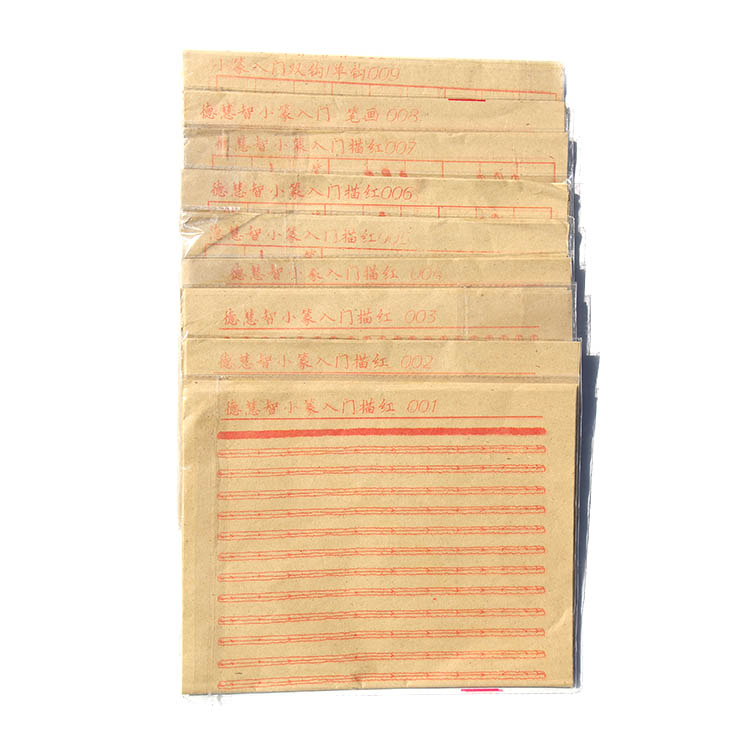 小篆入门双钩/单钩009
德慧智小篆入门 笔画 008
德慧智小篆入门描红007
德慧智小篆入门描红006
德慧智小篆入门描红005
德慧智小篆入门描红 004
德慧智小篆入门描红 003
德慧智小篆入门描红 002
德慧智小篆入门描红 001